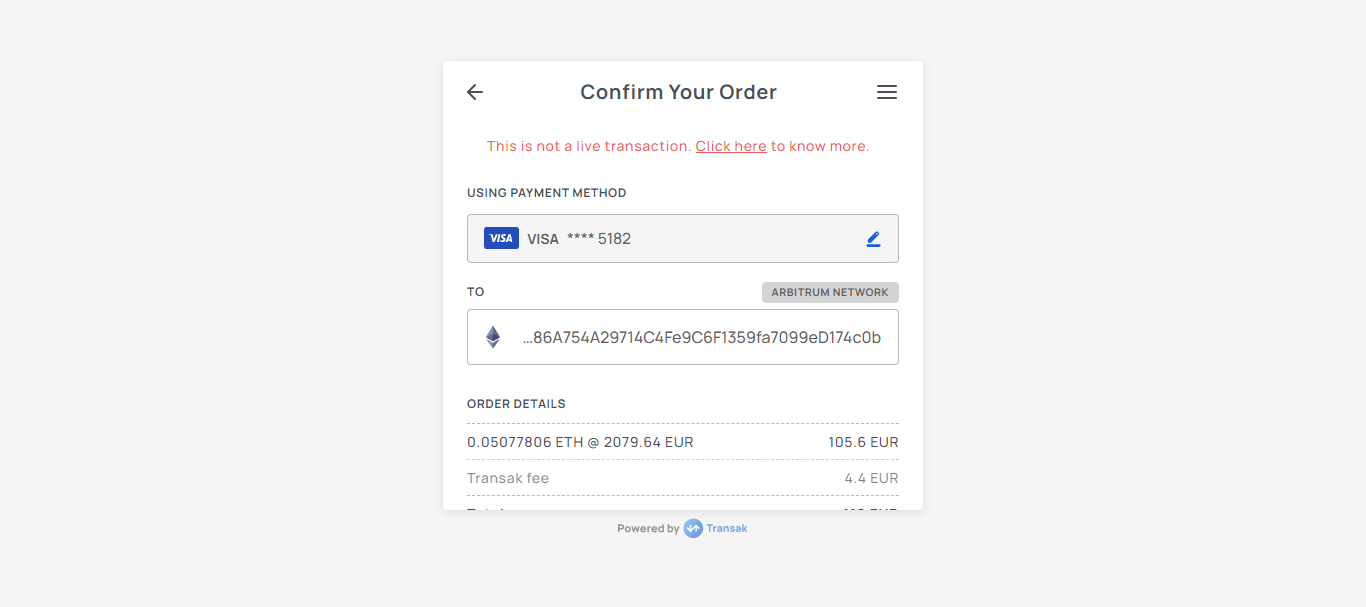 Confirm Your Order
This is not a live transaction. Click here to know more.
USING PAYMENT METHOD
VISA VISA **** 5182
TO ARBITRUM NETWORK
...86A754A29714C4Fe9C6F1359fa7099eD174c0b
ORDER DETAILS
0.05077806 ETH @ 2079.64 EUR 105.6 EUR
Transak fee 4.4 EUR
Powered by Transak